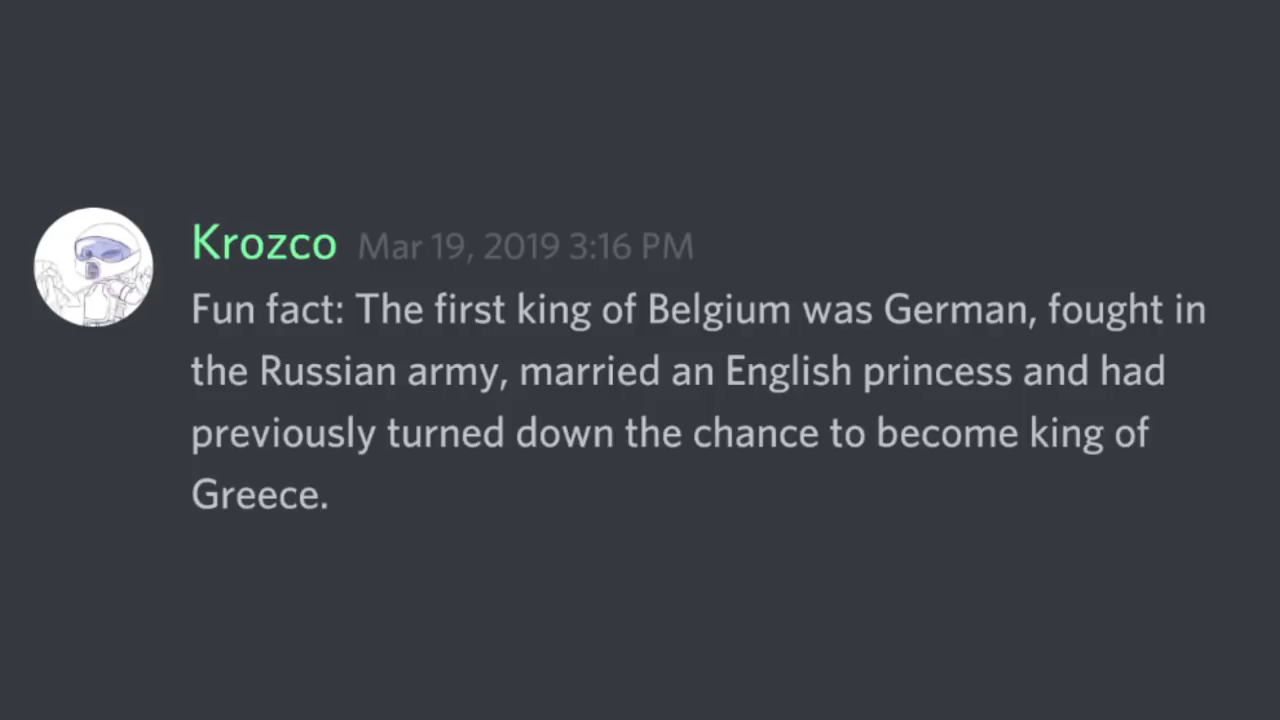 Krozco Mar 19, 2019 3:16 PM
Fun fact: The first king of Belgium was German, fought in
the Russian army, married an English princess and had
previously turned down the chance to become king of
Greece.